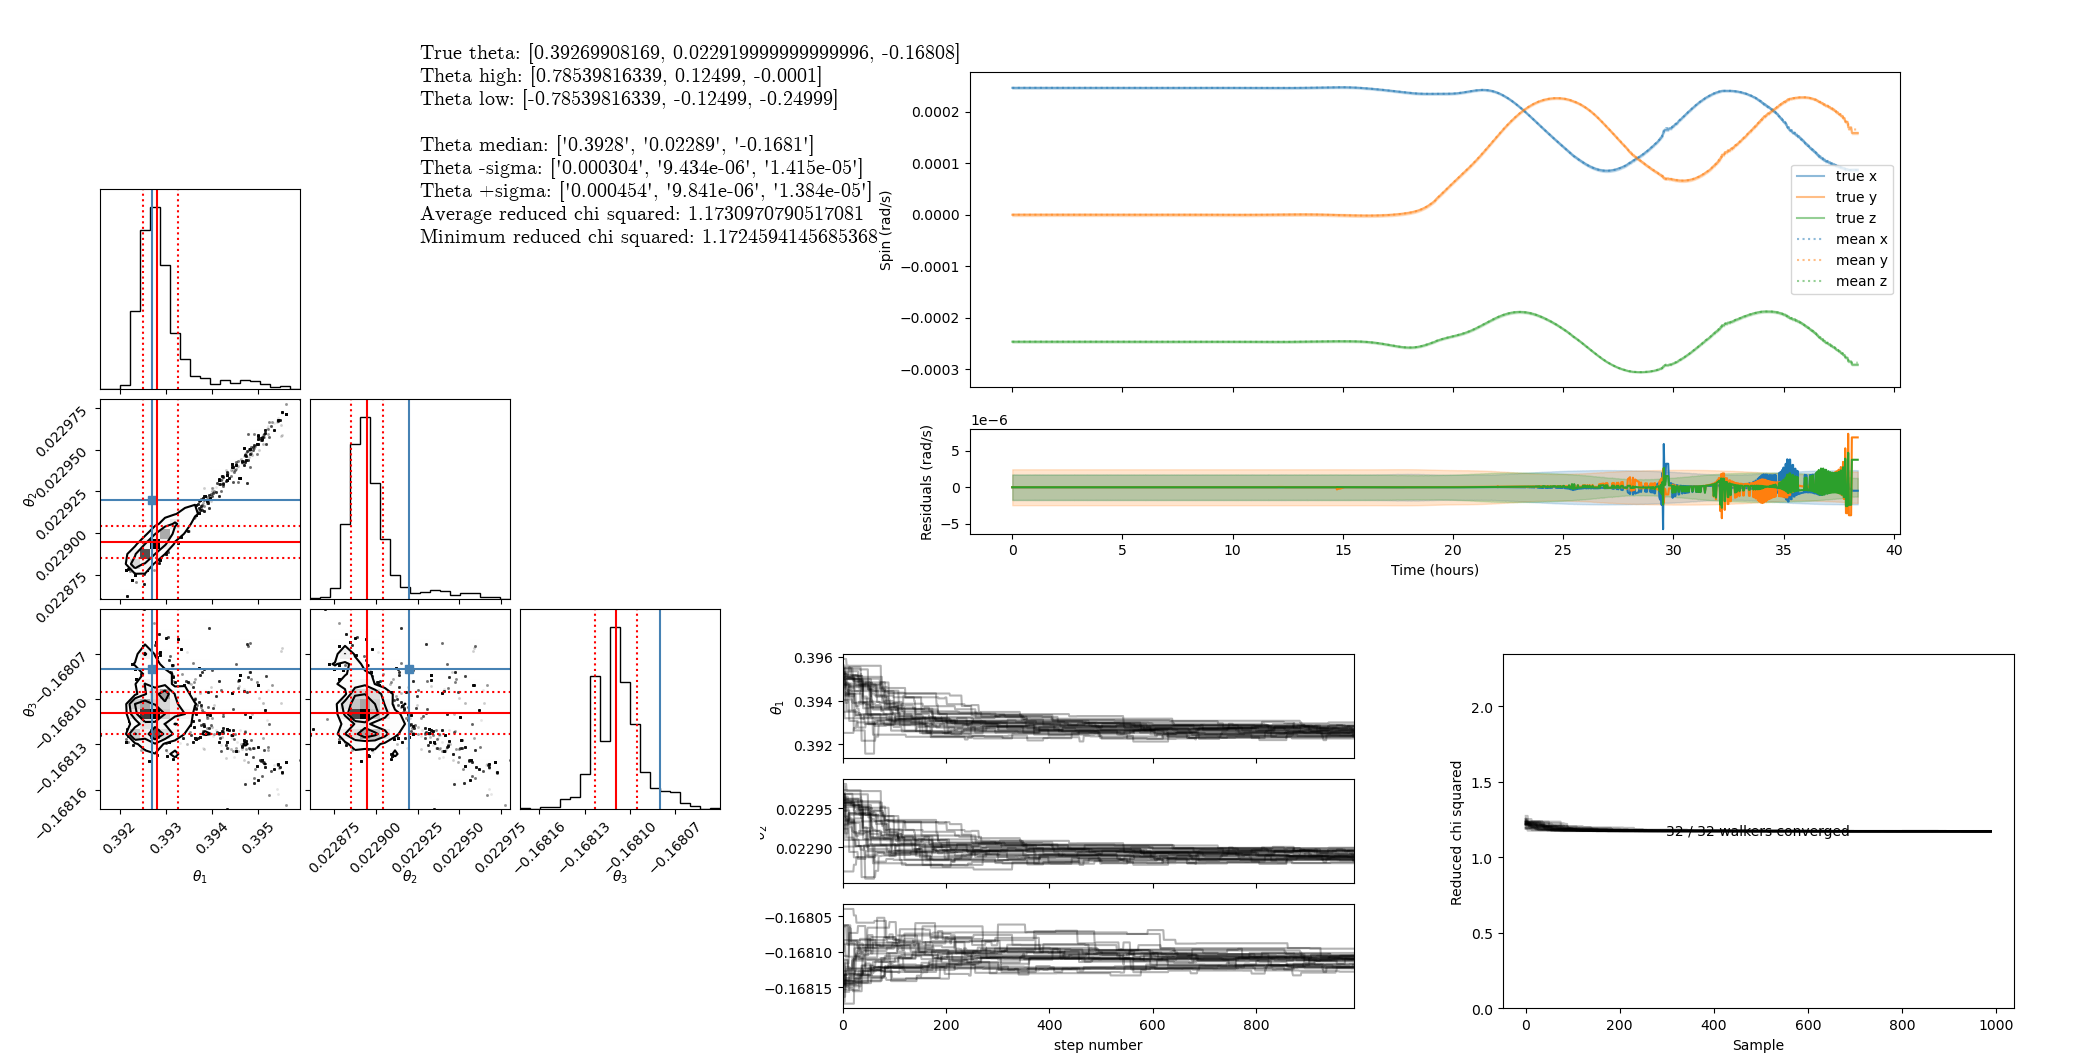 True theta: [0.39269908169, 0.022919999999999996, -0.16808]
Theta high: [0.78539816339, 0.12499, -0.0001]
Theta low: [-0.78539816339, -0.12499, -0.24999]
Theta median: ['0.3928', '0.02289', '-0.1681']
Theta -sigma: ['0.000304', '9.434e-06', '1.415e-05']
Theta +sigma: ['0.000454', '9.841e-06', '1.384e-05']
Average reduced chi squared: 1.1730970790517081
Minimum reduced chi squared: 1.1724594145685368
Spin (rad/s)
0.0002
0.0001
0.0000
−0.0001
−0.0002
−0.0003
true x
true y
true z
mean x
mean y
mean z
1e−6
Residuals (rad/s)
5
0
−5
0 5 10 15 20 25 30 35 40
Time (hours)
θ2
0.022975
0.022950
0.022925
0.022900
0.022875
θ3
−0.16807
−0.16810
−0.16813
−0.16816
0.392 0.393 0.394 0.395
θ1
0.022875 0.022900 0.022925 0.022950 0.022975
θ2
−0.16816 −0.16813 −0.16810 −0.16807
θ3
θ1
0.396
0.394
0.392
0.02295
0.02290
−0.16805
−0.16810
−0.16815
0 200 400 600 800
step number
Reduced chi squared
2.0
1.5
1.0
0.5
0.0
32 / 32 walkers converged
0 200 400 600 800 1000
Sample